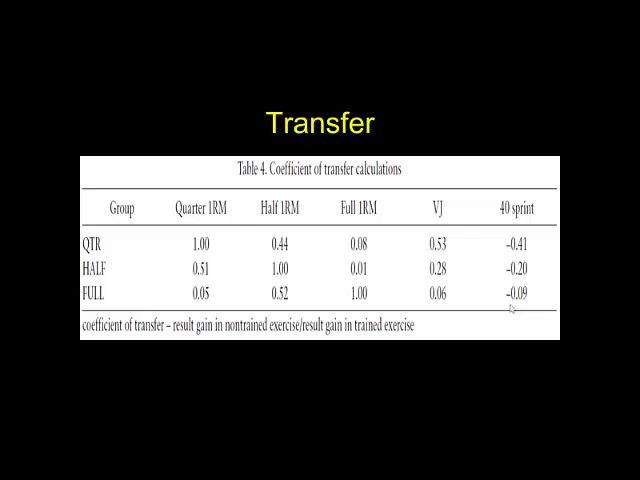 Transfer
Table 4. Coefficient of transfer calculations
Group Quarter 1RM Half 1RM Full 1RM VJ 40 sprint
QTR 1.00 0.44 0.08 0.53 –0.41
HALF 0.51 1.00 0.01 0.28 –0.20
FULL 0.05 0.52 1.00 0.06 –0.09
coefficient of transfer – result gain in nontrained exercise/result gain in trained exercise